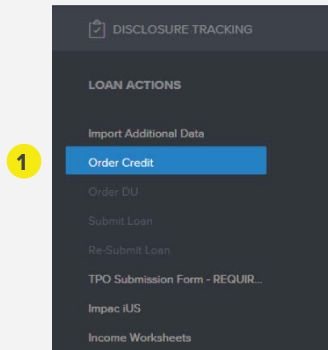 DISCLOSURE TRACKING
LOAN ACTIONS
Import Additional Data
1
Order Credit
Order DU
Submit Loan
Re-Submit Loan
TPO Submission Form - REQUIR...
Impac iUS
Income Worksheets